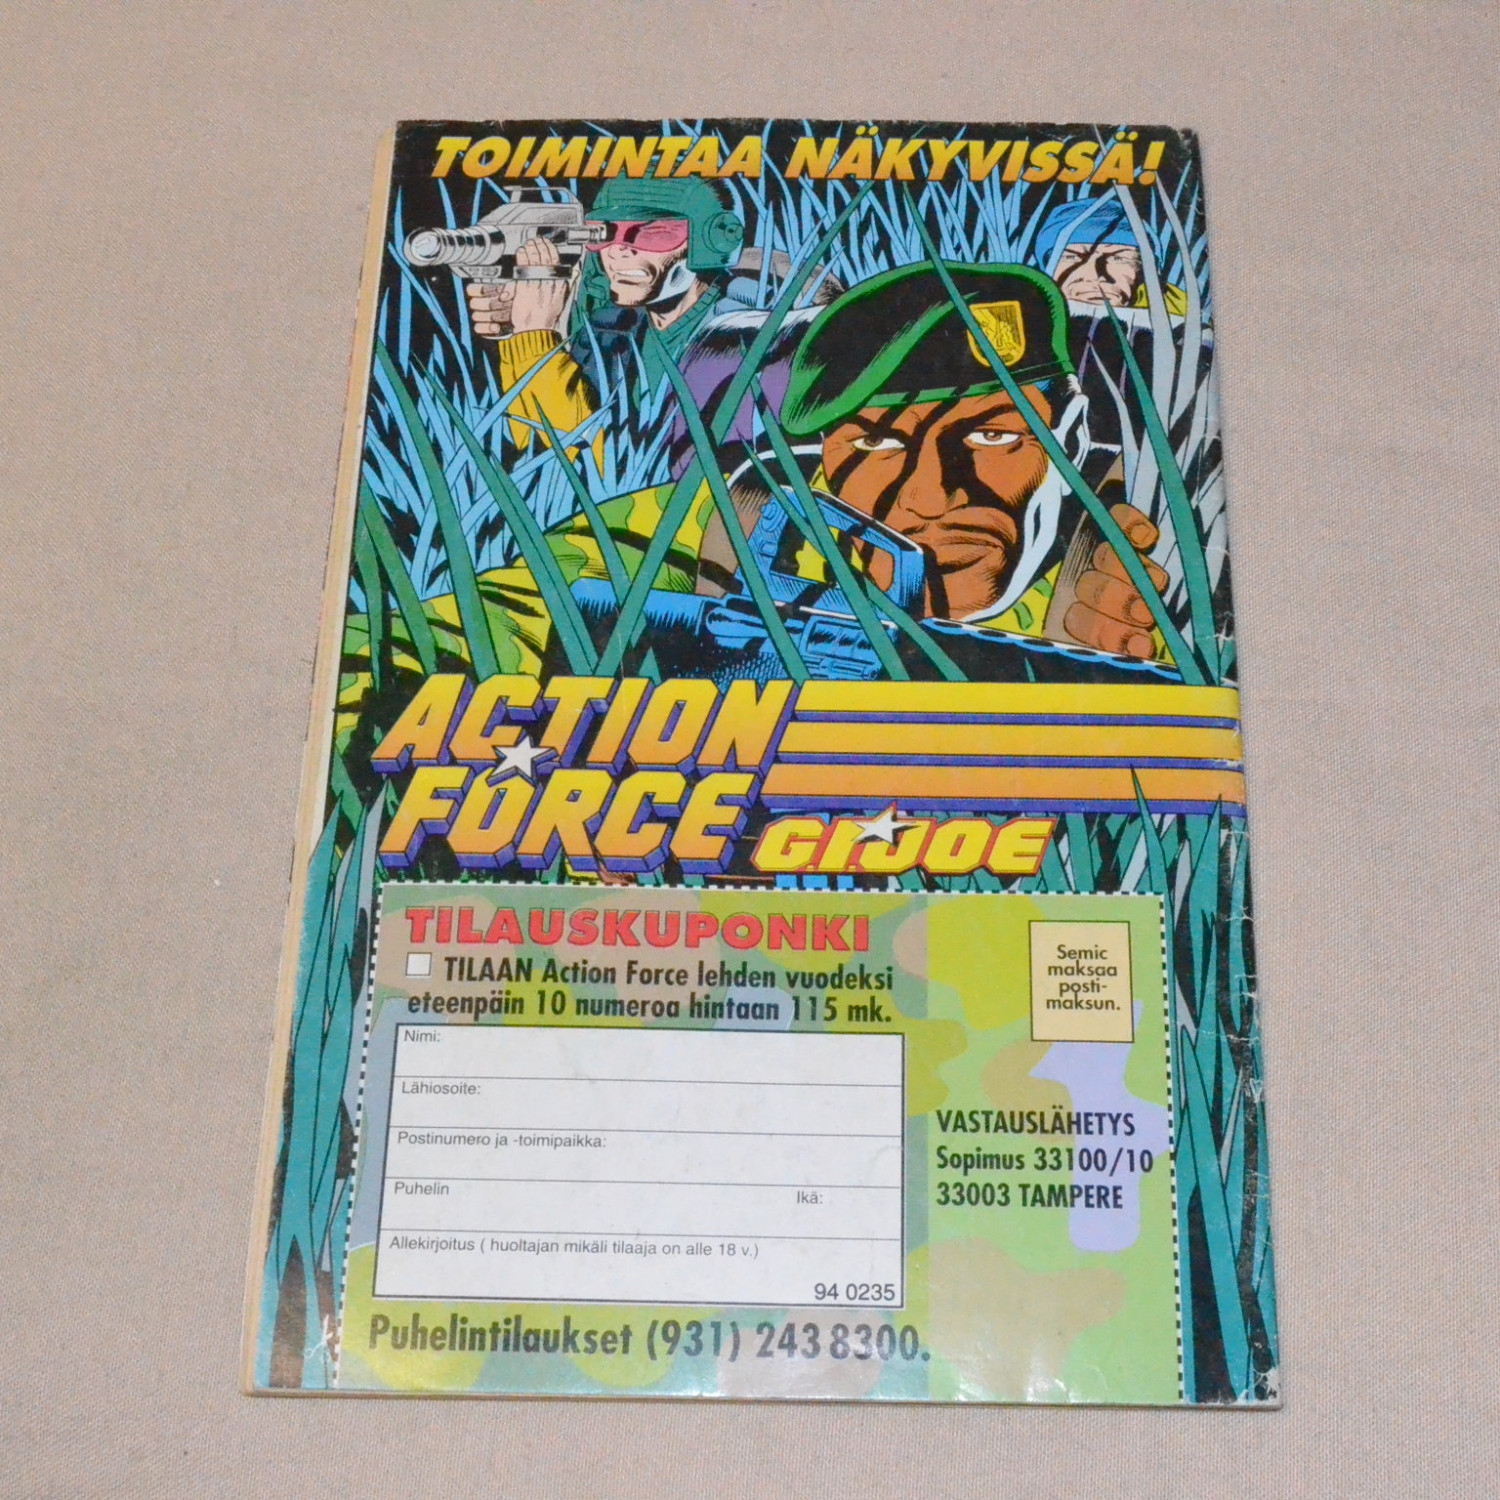 TOIMINTAA NÄKYVISSÄ!
ACTION
FORCE
G.I. JOE
TILAUSKUPONKI
TILAAN Action Force lehden vuodeksi
eteenpäin 10 numeroa hintaan 115 mk.
Nimi:
Lähiosoite:
Postinumero ja -toimipaikka:
Puhelin Ikä:
Allekirjoitus ( huoltajan mikäli tilaaja on alle 18 v.)
94 0235
Puhelintilaukset (931) 243 8300.
Semic
maksaa
posti-
maksun.
VASTAUSLÄHETYS
Sopimus 33100/10
33003 TAMPERE